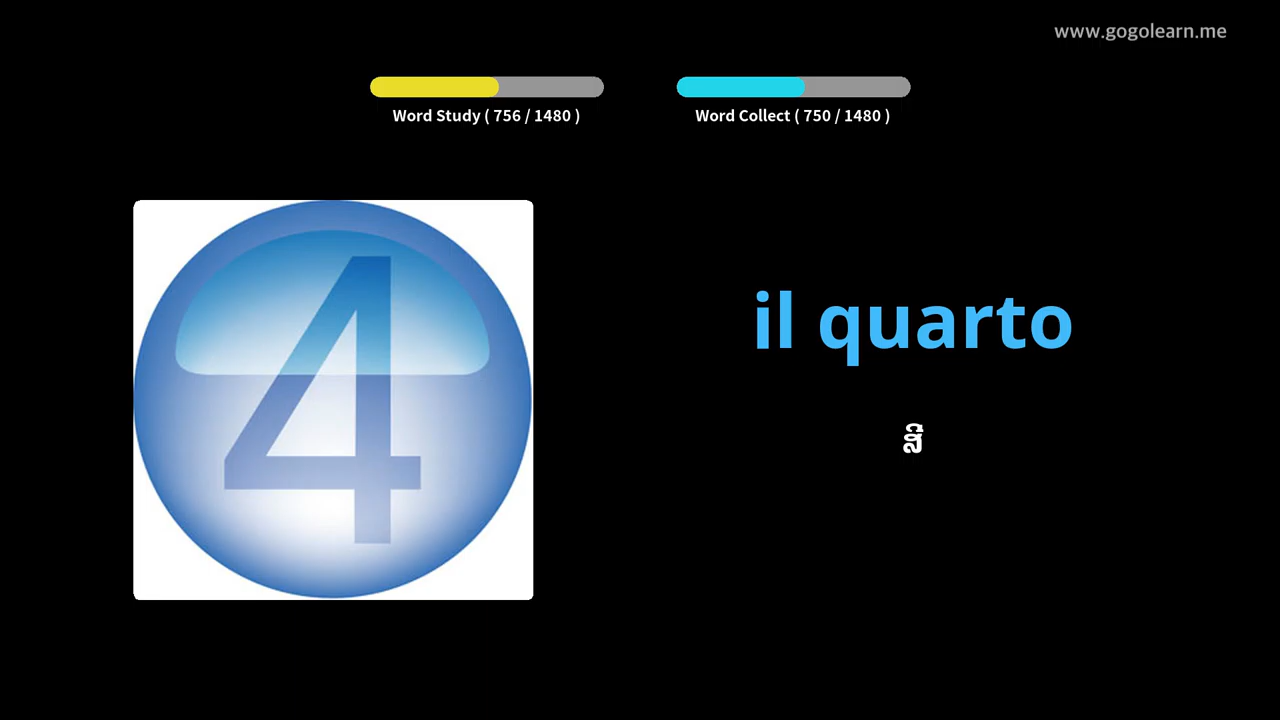 www.gogolearn.me
Word Study ( 756 / 1480 )
Word Collect ( 750 / 1480 )
4
il quarto
ສີ່